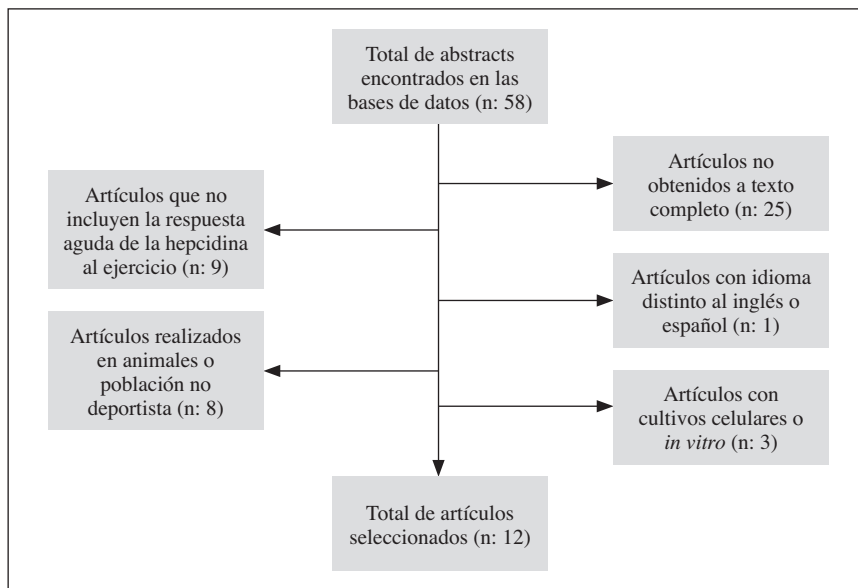 Total de abstracts
encontrados en las
bases de datos (n: 58)
Artículos no
obtenidos a texto
completo (n: 25)
Artículos que no
incluyen la respuesta
aguda de la hepcidina
al ejercicio (n: 9)
Artículos con idioma
distinto al inglés o
español (n: 1)
Artículos realizados
en animales o
población no
deportista (n: 8)
Artículos con
cultivos celulares o
in vitro (n: 3)
Total de artículos
seleccionados (n: 12)